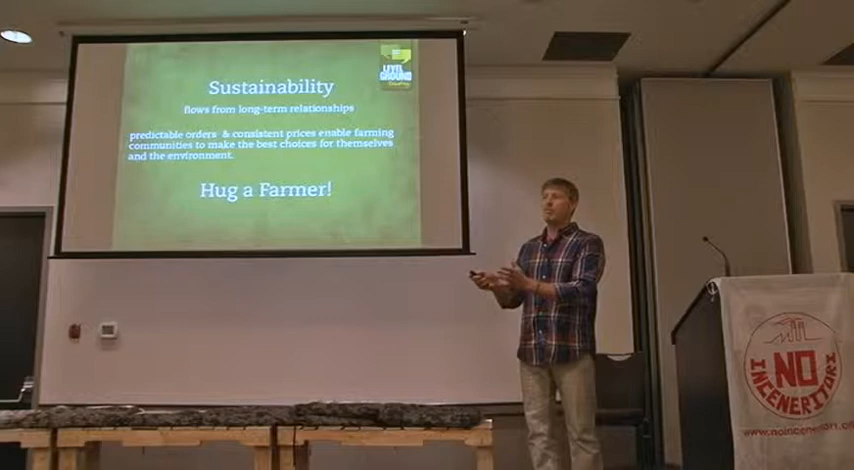 LEVEL
GROUND
Sustainability
flows from long-term relationships
predictable orders & consistent prices enable farming
communities to make the best choices for themselves
and the environment.
Hug a Farmer!
NO
INCENERITORI